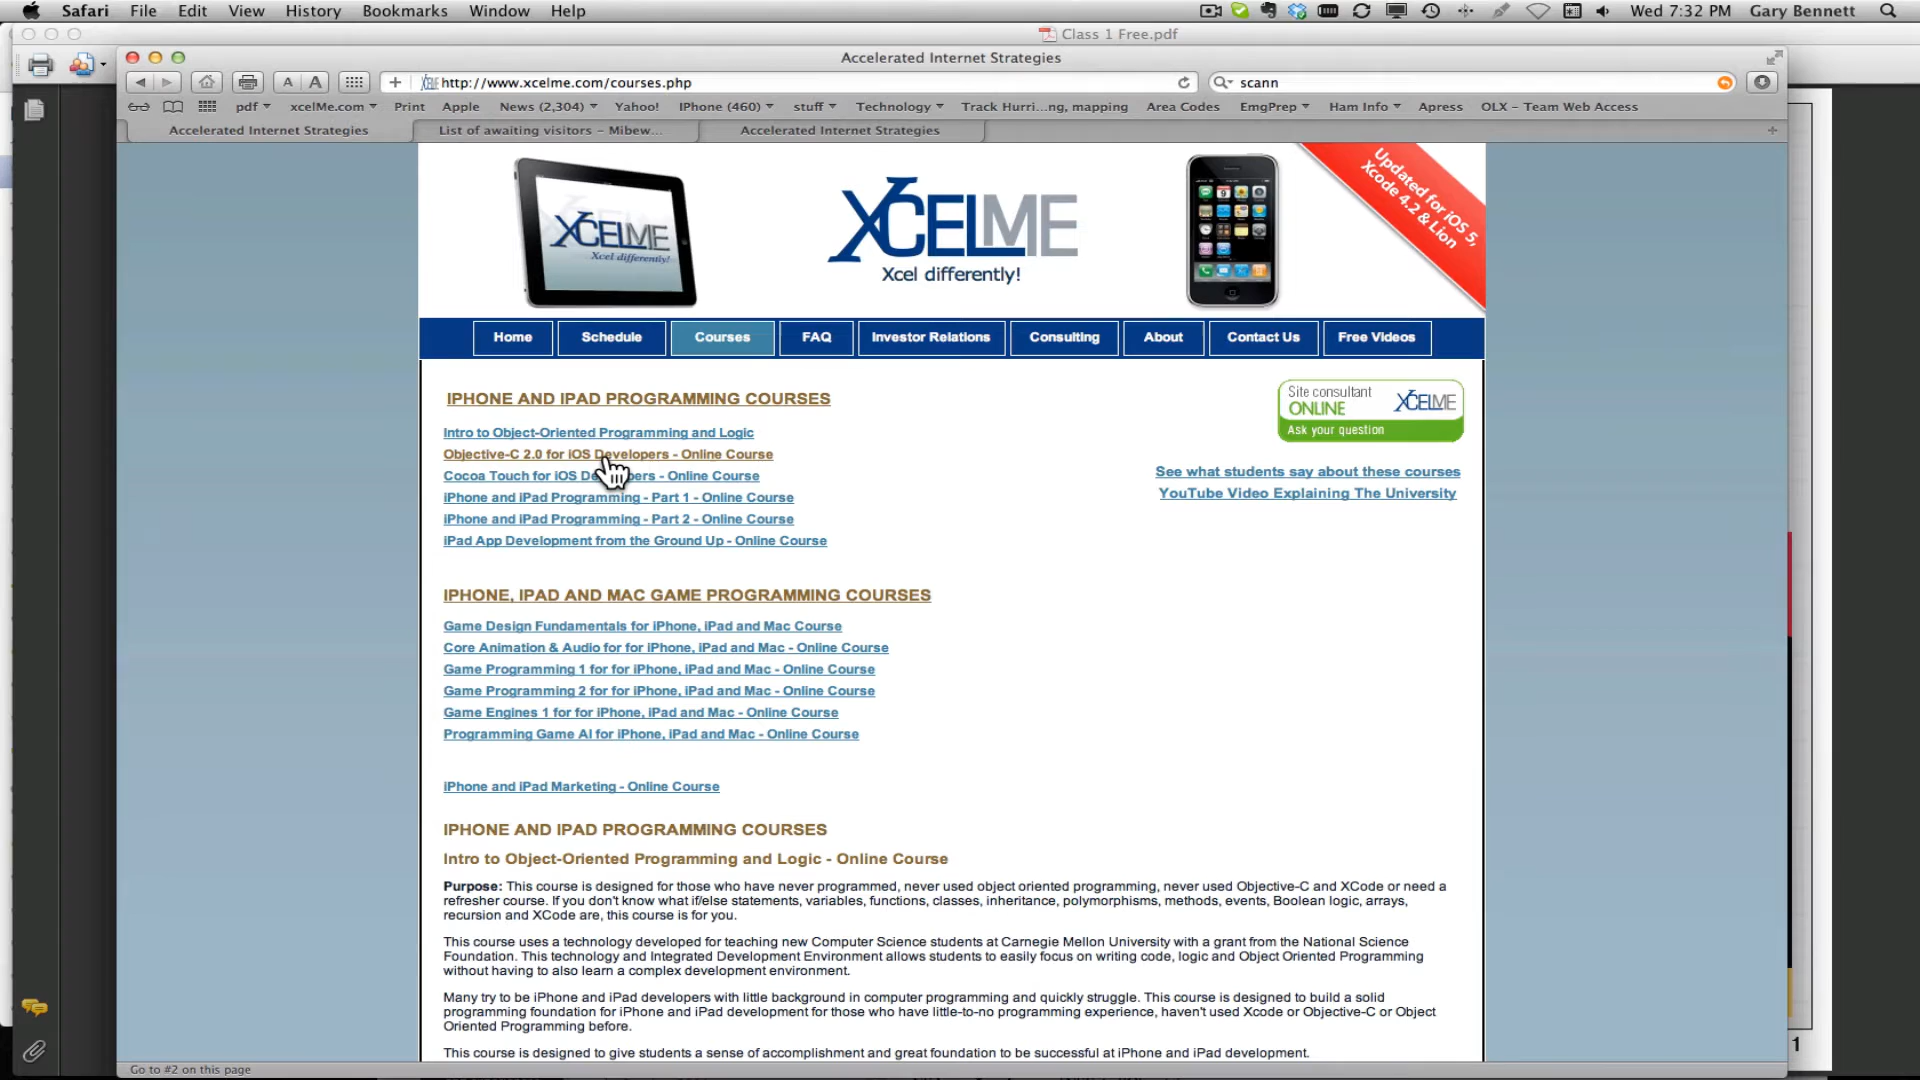 Safari File Edit View History Bookmarks Window Help Wed 7:32 PM Gary Bennett
Class 1 Free.pdf
Accelerated Internet Strategies
A A http://www.xcelme.com/courses.php scann
pdf xcelMe.com Print Apple News (2,304) Yahoo! IPhone (460) stuff Technology Track Hurri...ng, mapping Area Codes EmgPrep Ham Info Apress OLX – Team Web Access
Accelerated Internet Strategies List of awaiting visitors – Mibew... Accelerated Internet Strategies
XCELME
Xcel differently!
XCELME
Xcel differently!
Updated for iOS 5,
Xcode 4.2 & Lion
Home Schedule Courses FAQ Investor Relations Consulting About Contact Us Free Videos
IPHONE AND IPAD PROGRAMMING COURSES
Intro to Object-Oriented Programming and Logic
Objective-C 2.0 for iOS Developers - Online Course
Cocoa Touch for iOS De pers - Online Course
iPhone and iPad Programming - Part 1 - Online Course
iPhone and iPad Programming - Part 2 - Online Course
iPad App Development from the Ground Up - Online Course
Site consultant
ONLINE XCELME
Ask your question
See what students say about these courses
YouTube Video Explaining The University
IPHONE, IPAD AND MAC GAME PROGRAMMING COURSES
Game Design Fundamentals for iPhone, iPad and Mac Course
Core Animation & Audio for for iPhone, iPad and Mac - Online Course
Game Programming 1 for for iPhone, iPad and Mac - Online Course
Game Programming 2 for for iPhone, iPad and Mac - Online Course
Game Engines 1 for for iPhone, iPad and Mac - Online Course
Programming Game AI for iPhone, iPad and Mac - Online Course
iPhone and iPad Marketing - Online Course
IPHONE AND IPAD PROGRAMMING COURSES
Intro to Object-Oriented Programming and Logic - Online Course
Purpose: This course is designed for those who have never programmed, never used object oriented programming, never used Objective-C and XCode or need a
refresher course. If you don't know what if/else statements, variables, functions, classes, inheritance, polymorphisms, methods, events, Boolean logic, arrays,
recursion and XCode are, this course is for you.
This course uses a technology developed for teaching new Computer Science students at Carnegie Mellon University with a grant from the National Science
Foundation. This technology and Integrated Development Environment allows students to easily focus on writing code, logic and Object Oriented Programming
without having to also learn a complex development environment.
Many try to be iPhone and iPad developers with little background in computer programming and quickly struggle. This course is designed to build a solid
programming foundation for iPhone and iPad development for those who have little-to-no programming experience, haven't used Xcode or Objective-C or Object
Oriented Programming before.
This course is designed to give students a sense of accomplishment and great foundation to be successful at iPhone and iPad development.
Go to #2 on this page
1